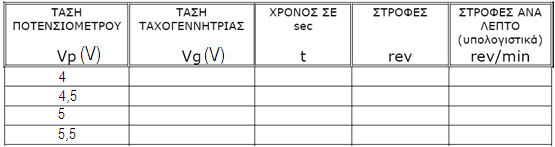 ΤΑΣΗ ΠΟΤΕΝΣΙΟΜΕΤΡΟΥ Vp (V)
ΤΑΣΗ ΤΑΧΟΓΕΝΝΗΤΡΙΑΣ Vg (V)
ΧΡΟΝΟΣ ΣΕ sec t
ΣΤΡΟΦΕΣ rev
ΣΤΡΟΦΕΣ ΑΝΑ ΛΕΠΤΟ (υπολογιστικά) rev/min
4
4,5
5
5,5